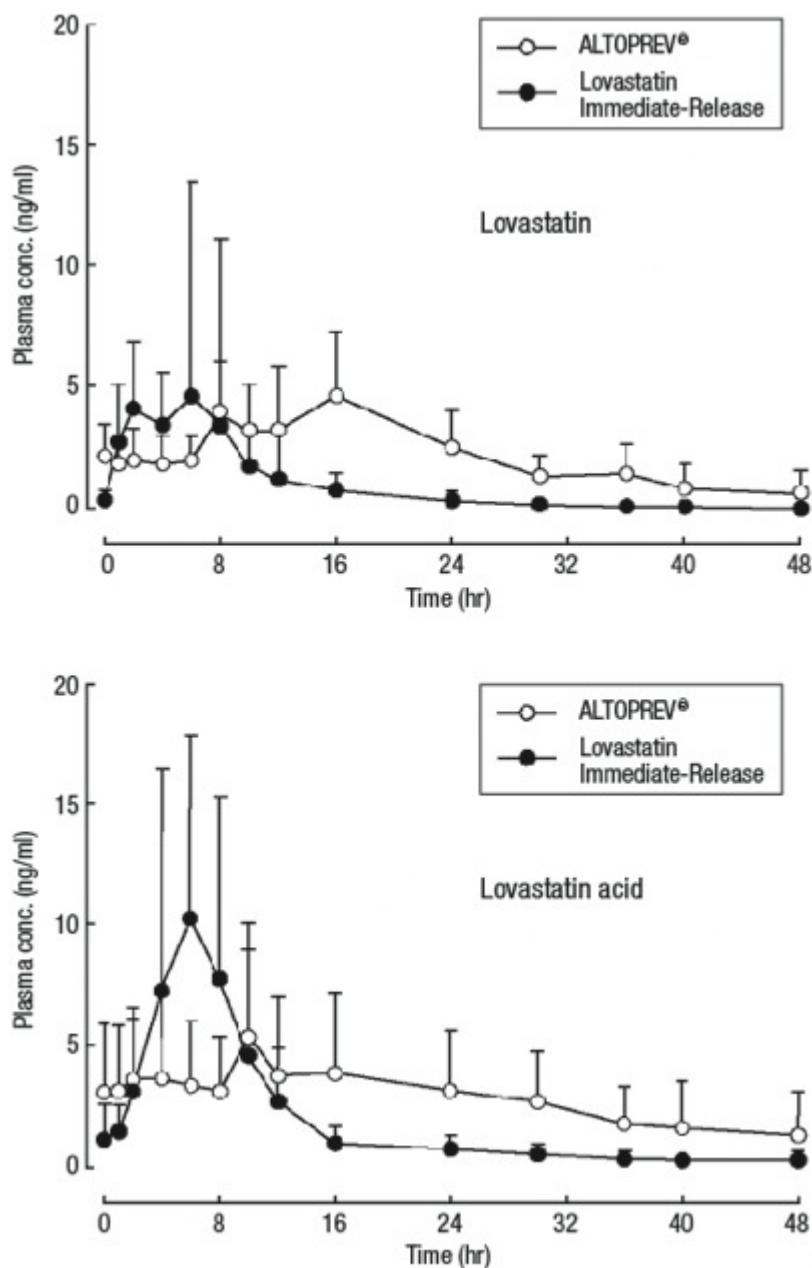 20
15
10
5
0
Plasma conc. (ng/ml)
ALTOPREV®
Lovastatin
Immediate-Release
Lovastatin
0 8 16 24 32 40 48
Time (hr)
20
15
10
5
0
Plasma conc. (ng/ml)
ALTOPREV®
Lovastatin
Immediate-Release
Lovastatin acid
0 8 16 24 32 40 48
Time (hr)